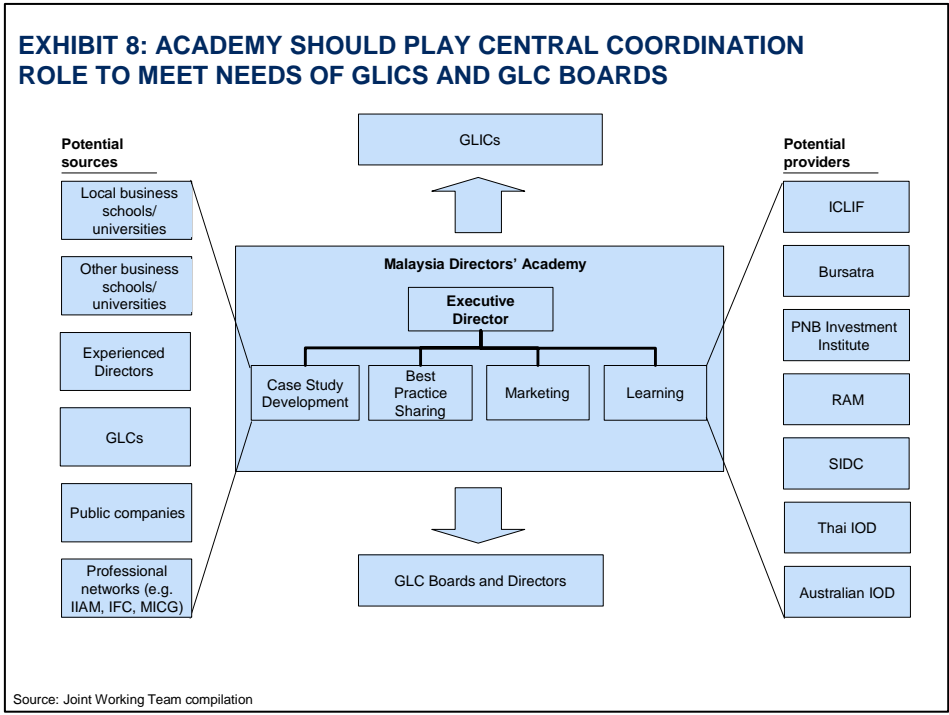 EXHIBIT 8: ACADEMY SHOULD PLAY CENTRAL COORDINATION
ROLE TO MEET NEEDS OF GLICS AND GLC BOARDS
Potential
sources
Local business
schools/
universities
Other business
schools/
universities
Experienced
Directors
GLCs
Public companies
Professional
networks (e.g.
IIAM, IFC, MICG)
GLICs
Malaysia Directors' Academy
Executive
Director
Case Study
Development
Best
Practice
Sharing
Marketing
Learning
GLC Boards and Directors
Potential
providers
ICLIF
Bursatra
PNB Investment
Institute
RAM
SIDC
Thai IOD
Australian IOD
Source: Joint Working Team compilation